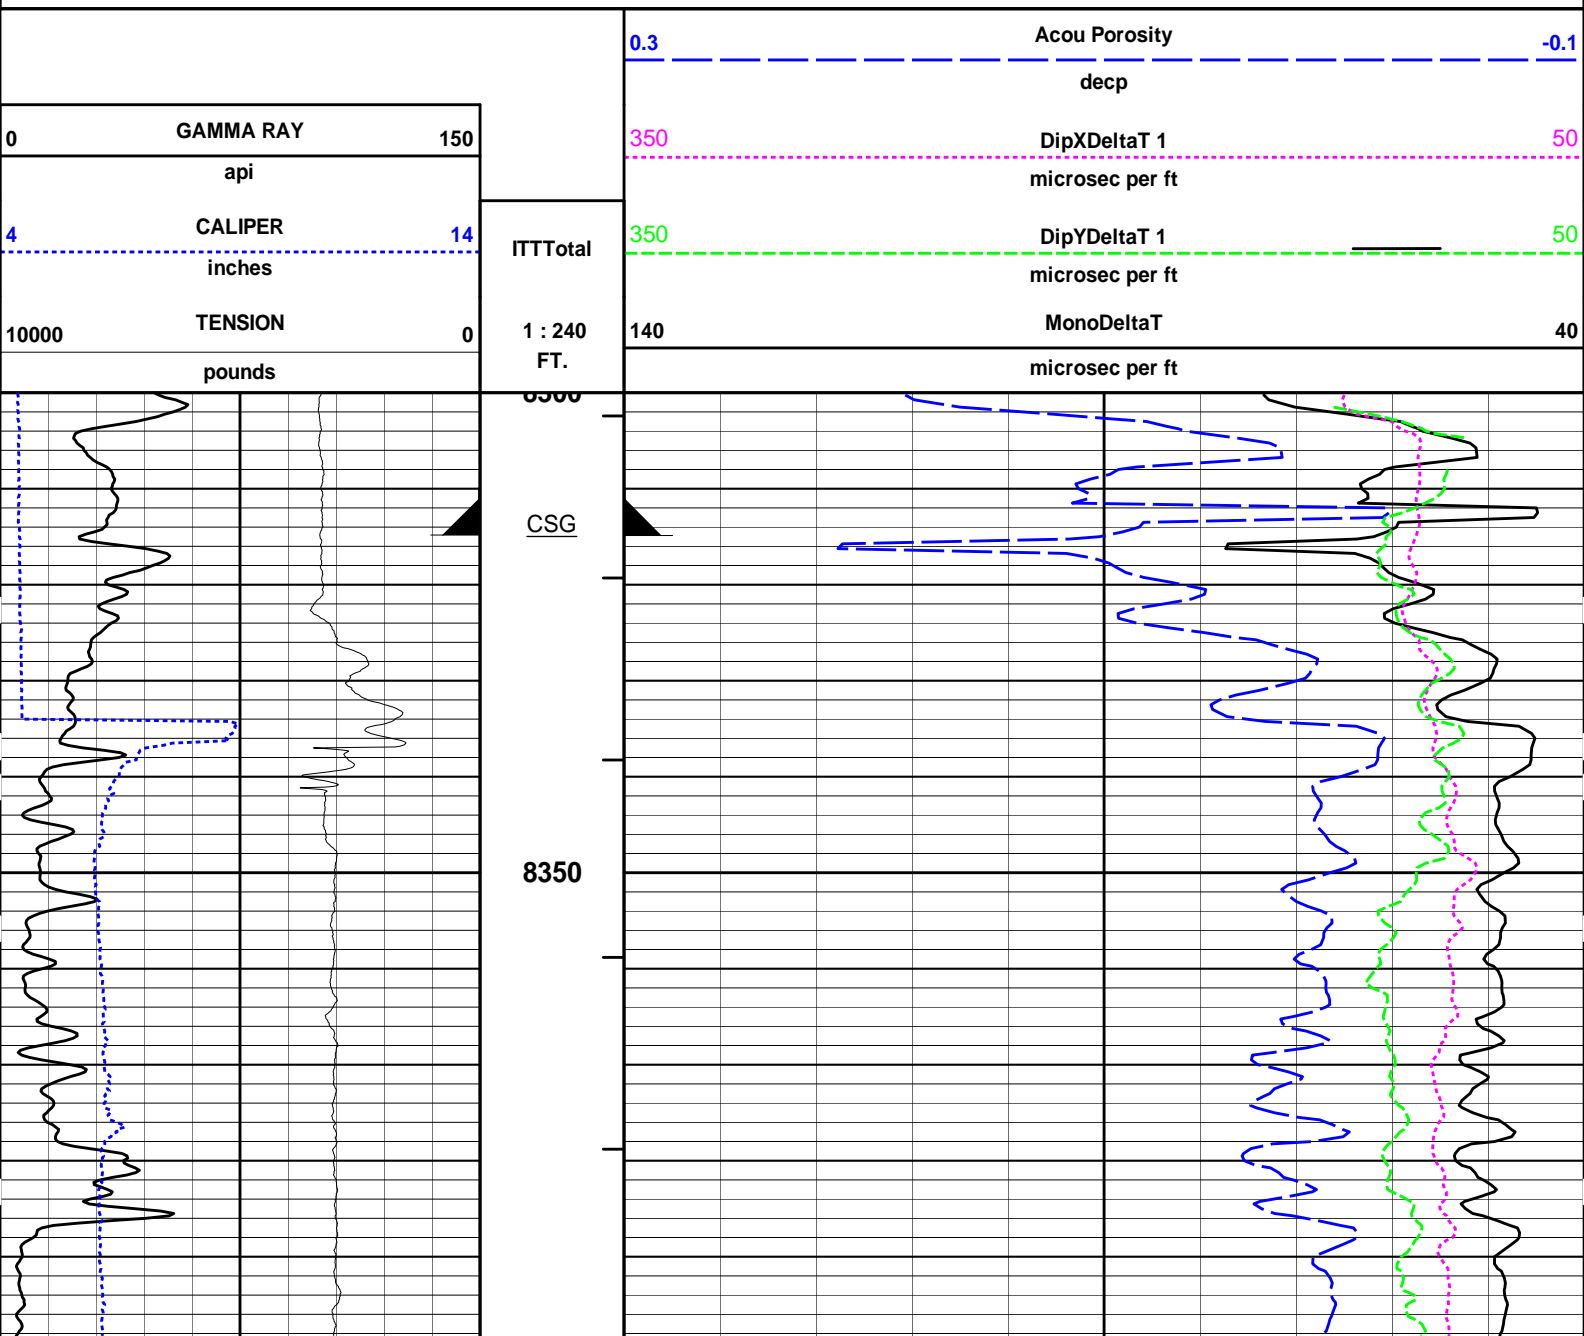 0.3 Acou Porosity -0.1
decp
0 GAMMA RAY 150
api
350 DipXDeltaT 1 50
microsec per ft
4 CALIPER 14
inches
ITTTotal
350 DipYDeltaT 1 50
microsec per ft
10000 TENSION 0
pounds
1 : 240
FT.
140 MonoDeltaT 40
microsec per ft
8300
CSG
8350